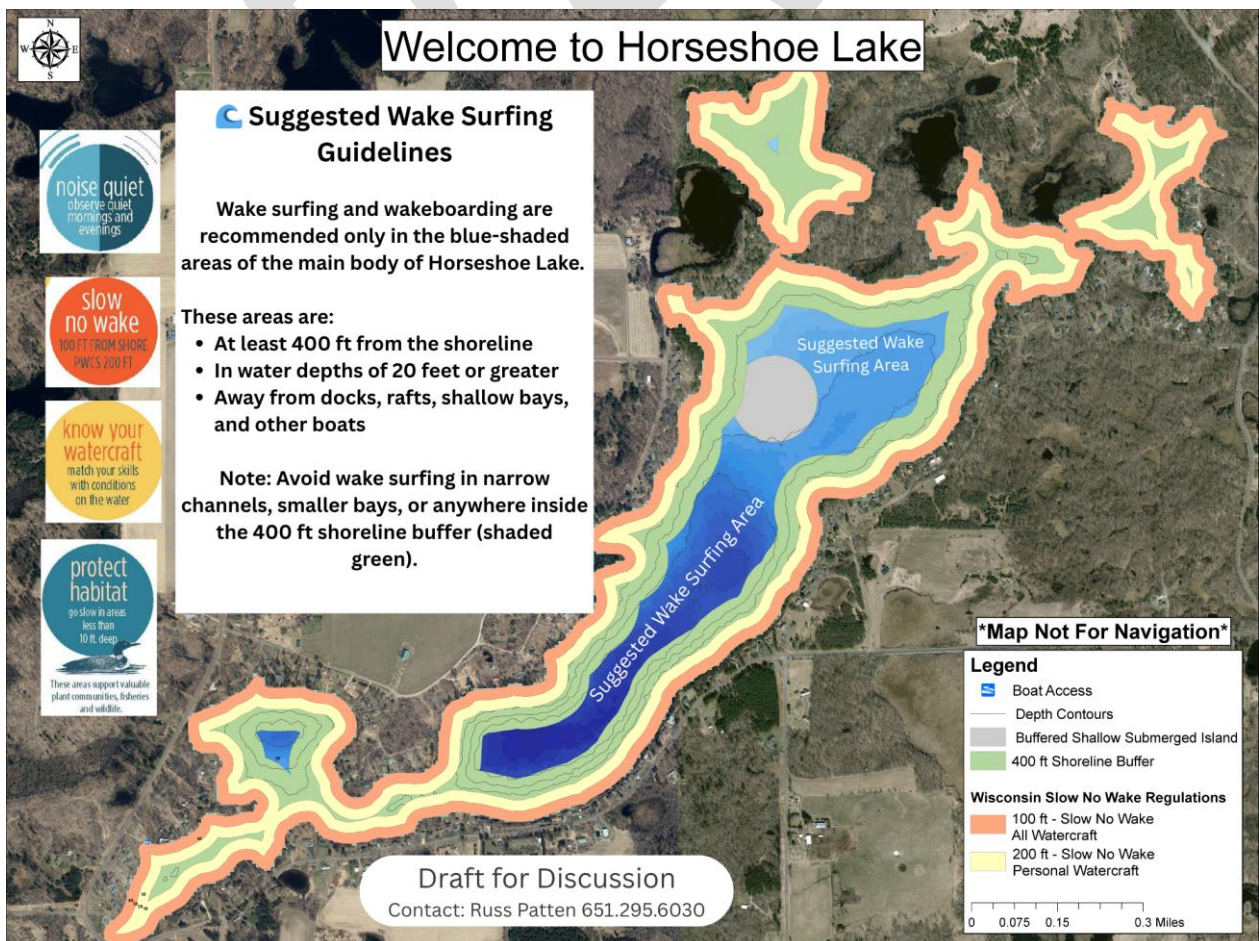 N
W E
S
Welcome to Horseshoe Lake
Suggested Wake Surfing
Guidelines
Wake surfing and wakeboarding are
recommended only in the blue-shaded
areas of the main body of Horseshoe Lake.
These areas are:
• At least 400 ft from the shoreline
• In water depths of 20 feet or greater
• Away from docks, rafts, shallow bays,
and other boats
Note: Avoid wake surfing in narrow
channels, smaller bays, or anywhere inside
the 400 ft shoreline buffer (shaded
green).
noise quiet
observe quiet
mornings and
evenings
slow
no wake
100 FT FROM SHORE
PWCS 200 FT
know your
watercraft
match your skills
with conditions
on the water
protect
habitat
go slow in areas
less than
10 ft. deep
These areas support valuable
plant communities, fisheries
and wildlife.
Suggested Wake
Surfing Area
Suggested Wake Surfing Area
*Map Not For Navigation*
Legend
Boat Access
Depth Contours
Buffered Shallow Submerged Island
400 ft Shoreline Buffer
Wisconsin Slow No Wake Regulations
100 ft - Slow No Wake
All Watercraft
200 ft - Slow No Wake
Personal Watercraft
0 0.075 0.15 0.3 Miles
Draft for Discussion
Contact: Russ Patten 651.295.6030